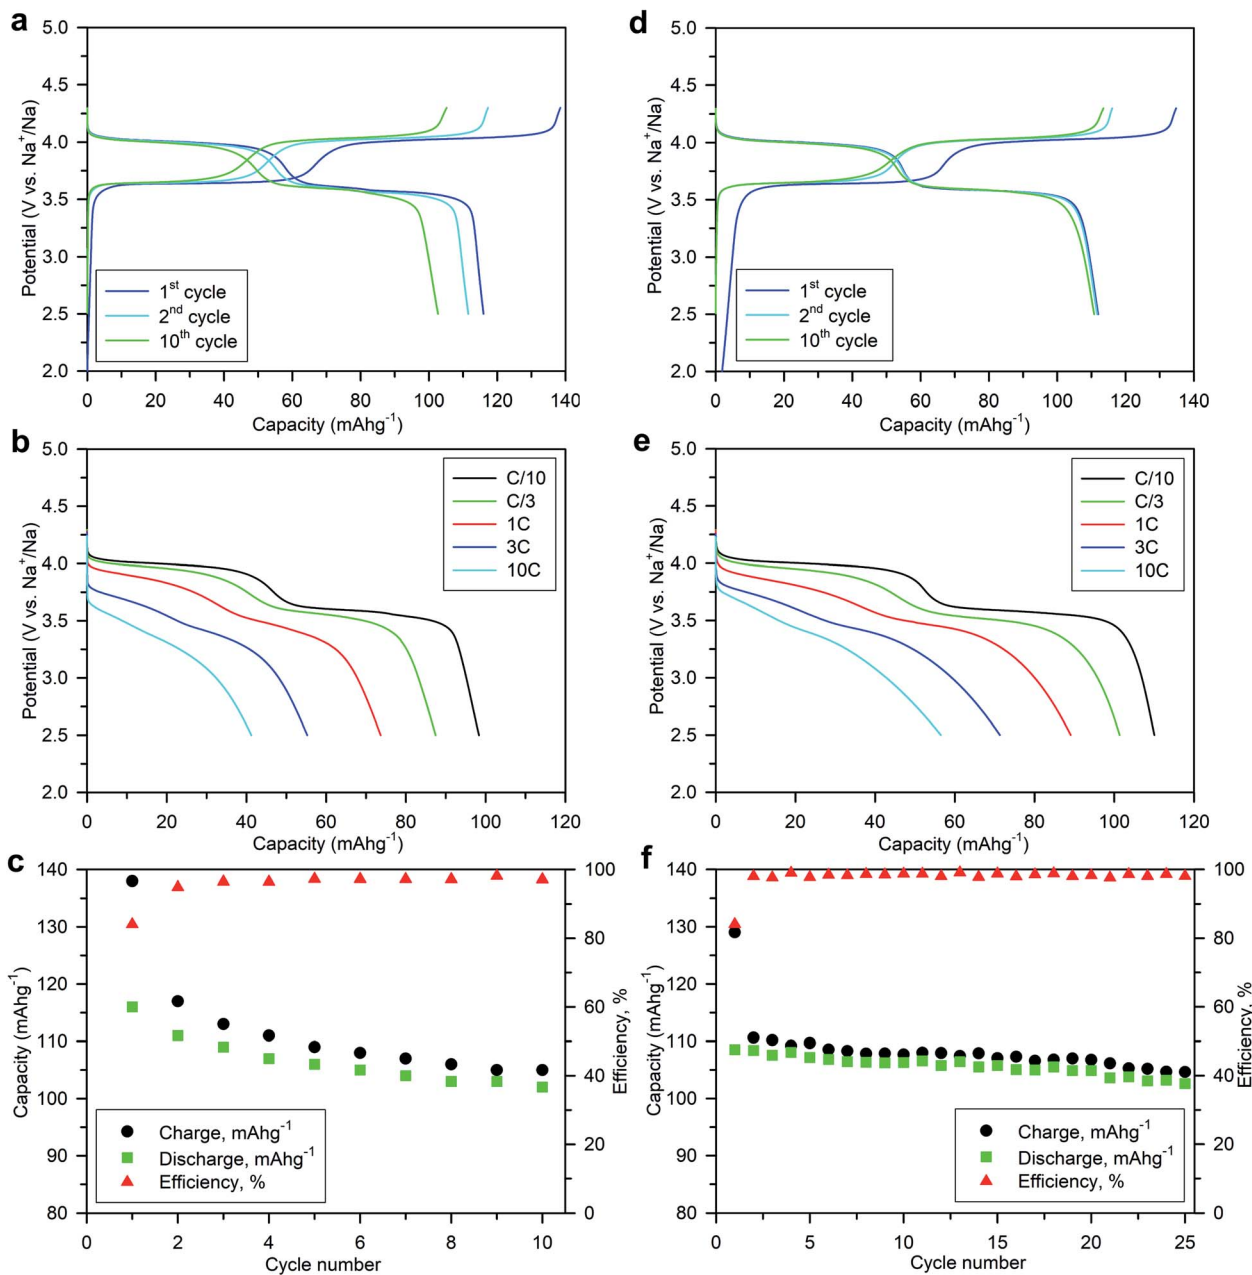 a
5.0
4.5
4.0
3.5
3.0
2.5
2.0
Potential (V vs. Na⁺/Na)
1ˢᵗ cycle
2ⁿᵈ cycle
10ᵗʰ cycle
0 20 40 60 80 100 120 140
Capacity (mAhg⁻¹)
d
5.0
4.5
4.0
3.5
3.0
2.5
2.0
Potential (V vs. Na⁺/Na)
1ˢᵗ cycle
2ⁿᵈ cycle
10ᵗʰ cycle
0 20 40 60 80 100 120 140
Capacity (mAhg⁻¹)
b
5.0
4.5
4.0
3.5
3.0
2.5
2.0
Potential (V vs. Na⁺/Na)
C/10
C/3
1C
3C
10C
0 20 40 60 80 100 120
Capacity (mAhg⁻¹)
e
5.0
4.5
4.0
3.5
3.0
2.5
2.0
Potential (V vs. Na⁺/Na)
C/10
C/3
1C
3C
10C
0 20 40 60 80 100 120
Capacity (mAhg⁻¹)
c
140
130
120
110
100
90
80
Capacity (mAhg⁻¹)
Charge, mAhg⁻¹
Discharge, mAhg⁻¹
Efficiency, %
100
80
60
40
20
0
Efficiency, %
0 2 4 6 8 10
Cycle number
f
140
130
120
110
100
90
80
Capacity (mAhg⁻¹)
Charge, mAhg⁻¹
Discharge, mAhg⁻¹
Efficiency, %
100
80
60
40
20
0
Efficiency, %
0 5 10 15 20 25
Cycle number